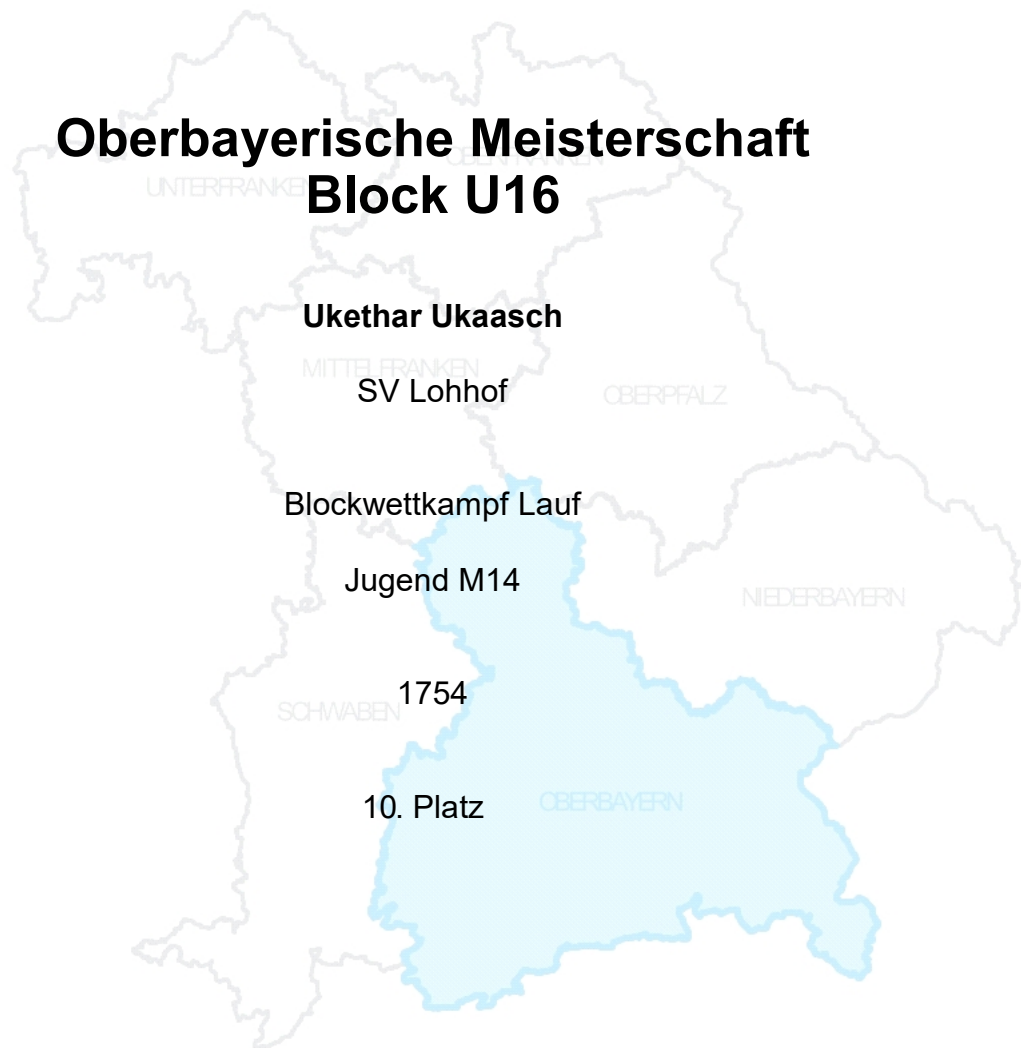 Oberbayerische Meisterschaft
OBERFRANKEN
UNTERFRANKEN
Block U16
Ukethar Ukaasch
MITTELFRANKEN
SV Lohhof
OBERPFALZ
Blockwettkampf Lauf
Jugend M14
NIEDERBAYERN
1754
SCHWABEN
10. Platz
OBERBAYERN